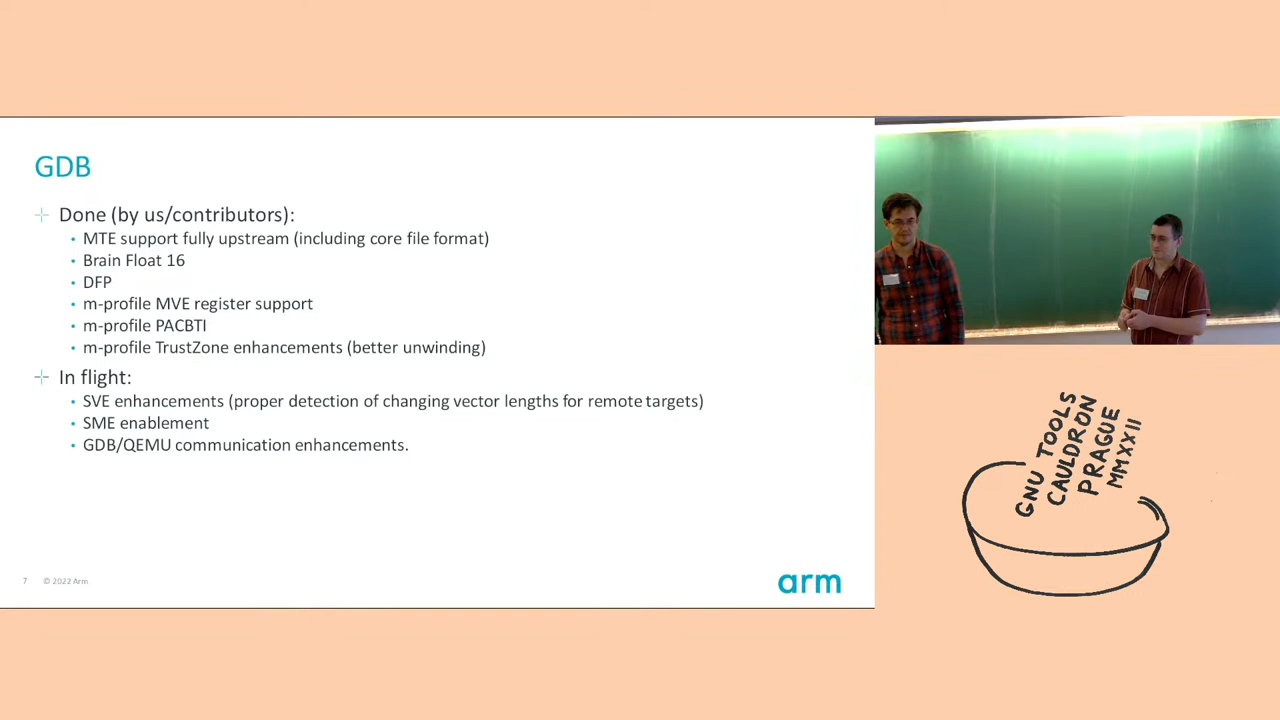 GDB
Done (by us/contributors):
• MTE support fully upstream (including core file format)
• Brain Float 16
• DFP
• m-profile MVE register support
• m-profile PACBTI
• m-profile TrustZone enhancements (better unwinding)
In flight:
• SVE enhancements (proper detection of changing vector lengths for remote targets)
• SME enablement
• GDB/QEMU communication enhancements.
7 © 2022 Arm
arm
GNU TOOLS
CAULDRON
PRAGUE
MMXXII